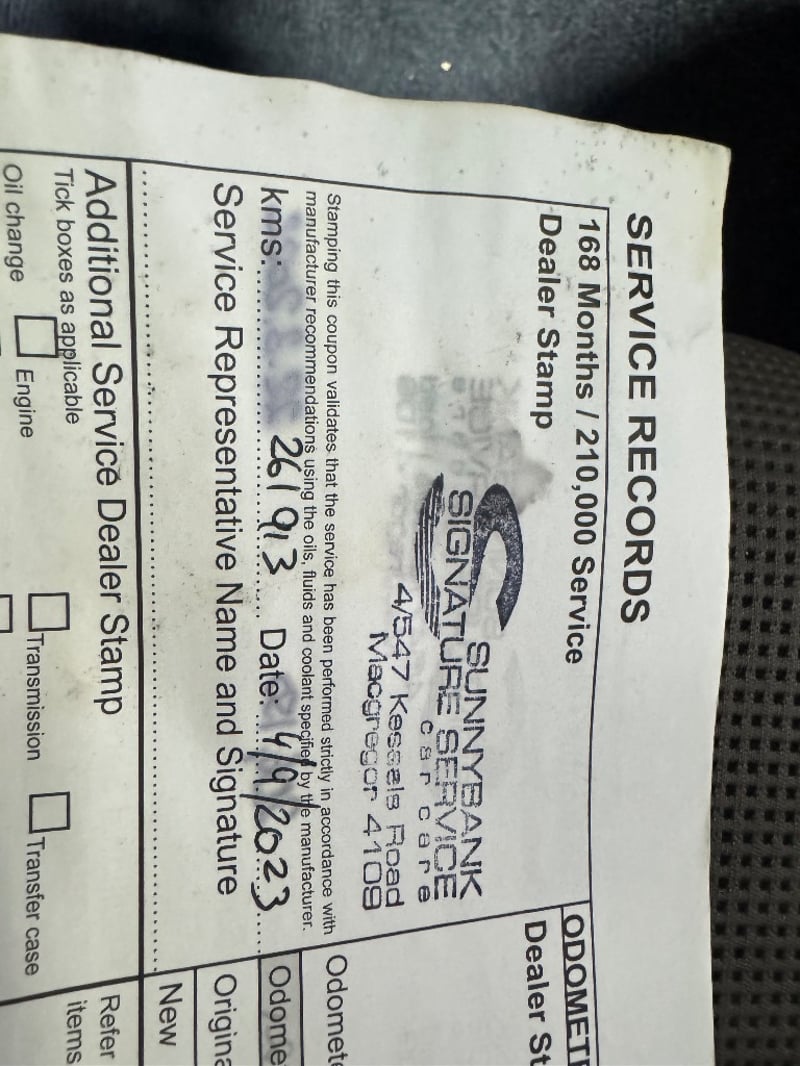 SERVICE RECORDS
168 Months / 210,000 Service
Dealer Stamp
SUNNYBANK
SIGNATURE SERVICE
car care
4/547 Kessels Road
Macgregor 4109
Stamping this coupon validates that the service has been performed strictly in accordance with
manufacturer recommendations using the oils, fluids and coolant specified by the manufacturer.
kms: 261913 Date: 4/9/2023
Service Representative Name and Signature
Additional Service Dealer Stamp
Tick boxes as applicable
Oil change Engine Transmission Transfer case
ODOMET
Dealer St
Odomet
Odome
Origina
New
Refer
items